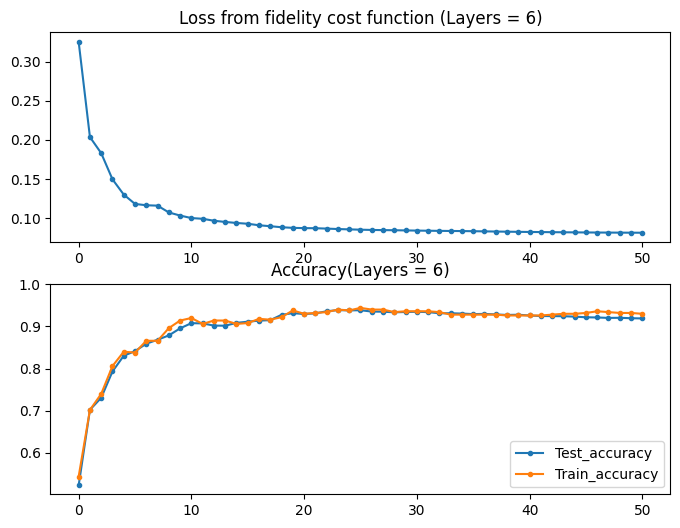 Loss from fidelity cost function (Layers = 6)
0.30
0.25
0.20
0.15
0.10
0 10 20 30 40 50
Accuracy(Layers = 6)
1.0
0.9
0.8
0.7
0.6
Test_accuracy
Train_accuracy
0 10 20 30 40 50